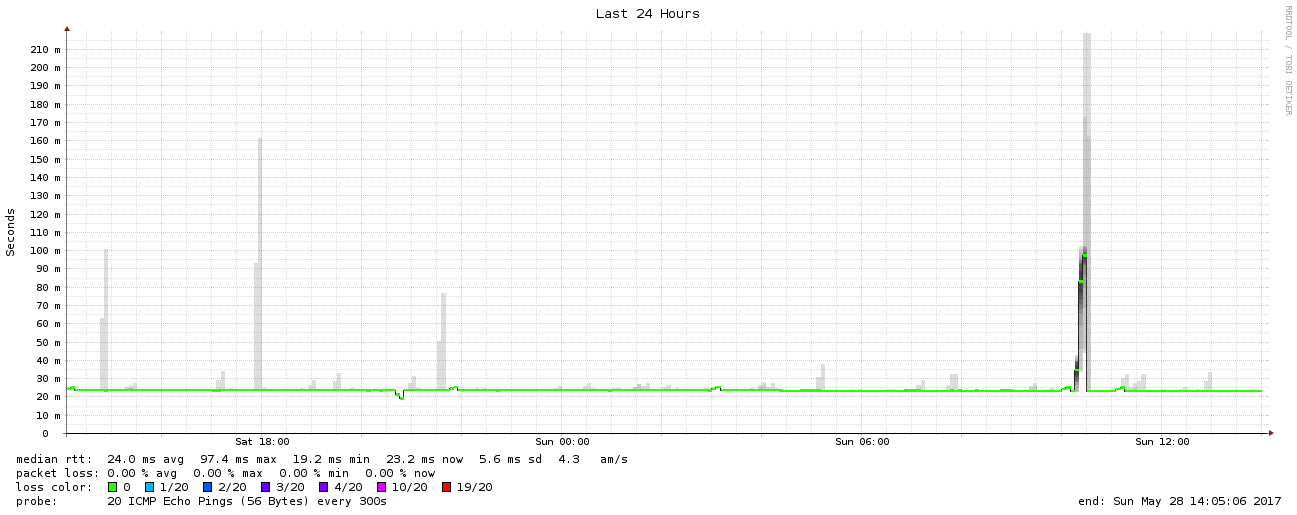 Last 24 Hours
RRDTOOL / TOBI OETIKER
Seconds
210 m
200 m
190 m
180 m
170 m
160 m
150 m
140 m
130 m
120 m
110 m
100 m
90 m
80 m
70 m
60 m
50 m
40 m
30 m
20 m
10 m
0
Sat 18:00 Sun 00:00 Sun 06:00 Sun 12:00
median rtt: 24.0 ms avg 97.4 ms max 19.2 ms min 23.2 ms now 5.6 ms sd 4.3 am/s
packet loss: 0.00 % avg 0.00 % max 0.00 % min 0.00 % now
loss color: 0 1/20 2/20 3/20 4/20 10/20 19/20
probe: 20 ICMP Echo Pings (56 Bytes) every 300s end: Sun May 28 14:05:06 2017